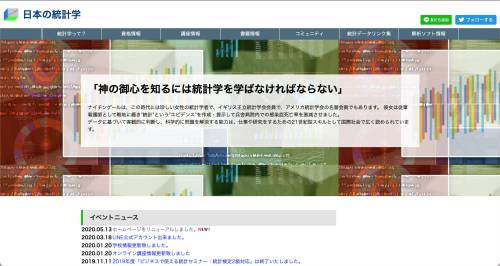 日本の統計学
友だち追加
フォローする
統計学って？
資格情報
講座情報
書籍情報
コミュニティ
統計データリンク集
解析ソフト情報
「神の御心を知るには統計学を学ばなければならない」
ナイチンゲールは、この時代には珍しい女性の統計学者で、イギリス王立統計学会会員で、アメリカ統計学会の名誉会員でもあります。 彼女は従軍
看護師として戦地に趣き"統計"という"エビデンス"を作成・提示して兵舎病院内での感染症死亡率を激減させました。
データに基づいて客観的に判断し、科学的に問題を解決する能力は、仕事や研究をするための21世紀型スキルとして国際社会で広く認められていま
す。
イベントニュース
2020.05.13 ホームページをリニューアルしました。NEW!
2020.03.18 LINE公式アカウント出来ました。
2020.01.20 学校情報更新致しました。
2020.01.20 オンライン講座情報更新致しました
2019.11.11 2019年度「ビジネスで使える統計セミナー：統計検定2級対応」は終了いたしました。